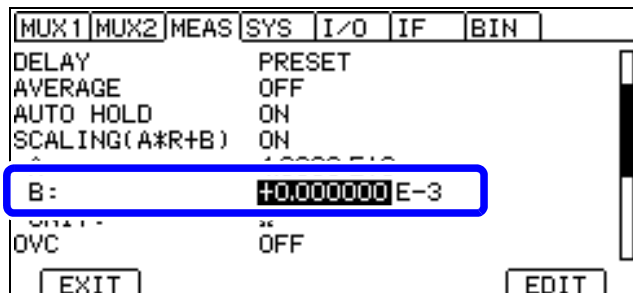 MUX1 MUX2 MEAS SYS I/O IF BIN
DELAY PRESET
AVERAGE OFF
AUTO HOLD ON
SCALING(A*R+B) ON
B: +0.000000 E-3
OVC OFF
EXIT EDIT